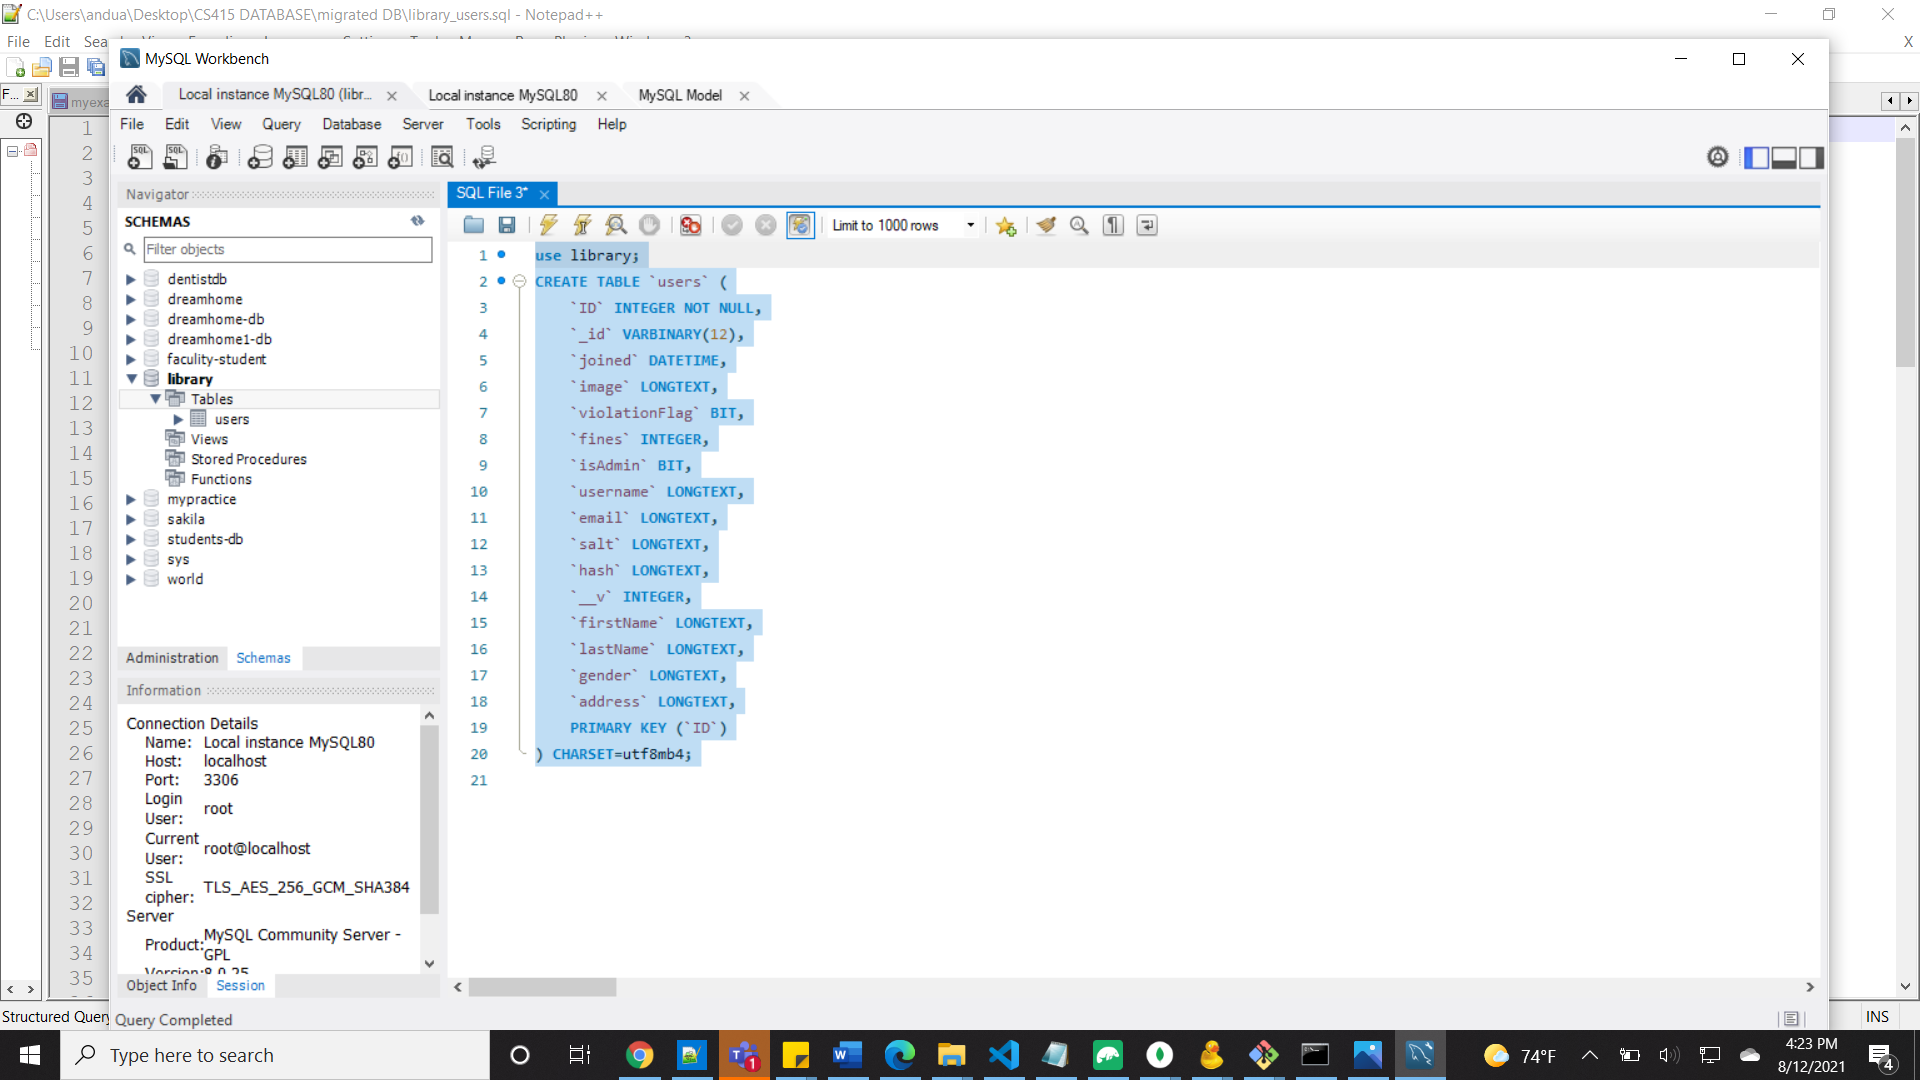 C:\Users\andua\Desktop\CS415 DATABASE\migrated DB\library_users.sql - Notepad++
File Edit Sea
X
MySQL Workbench
F...
myexa
Local instance MySQL80 (libr...
Local instance MySQL80
MySQL Model
File Edit View Query Database Server Tools Scripting Help
Navigator
SCHEMAS
Filter objects
dentistdb
dreamhome
dreamhome-db
dreamhome1-db
faculity-student
library
Tables
users
Views
Stored Procedures
Functions
mypractice
sakila
students-db
sys
world
Administration Schemas
Information
Connection Details
Name: Local instance MySQL80
Host: localhost
Port: 3306
Login User: root
Current User: root@localhost
SSL cipher: TLS_AES_256_GCM_SHA384
Server
Product: MySQL Community Server - GPL
Version: 8.0.25
Object Info Session
Query Completed
SQL File 3*
Limit to 1000 rows
1 use library;
2 CREATE TABLE `users` (
3 `ID` INTEGER NOT NULL,
4 `_id` VARBINARY(12),
5 `joined` DATETIME,
6 `image` LONGTEXT,
7 `violationFlag` BIT,
8 `fines` INTEGER,
9 `isAdmin` BIT,
10 `username` LONGTEXT,
11 `email` LONGTEXT,
12 `salt` LONGTEXT,
13 `hash` LONGTEXT,
14 `__v` INTEGER,
15 `firstName` LONGTEXT,
16 `lastName` LONGTEXT,
17 `gender` LONGTEXT,
18 `address` LONGTEXT,
19 PRIMARY KEY (`ID`)
20 ) CHARSET=utf8mb4;
21
1
2
3
4
5
6
7
8
9
10
11
12
13
14
15
16
17
18
19
20
21
22
23
24
25
26
27
28
29
30
31
32
33
34
35
Structured Query
INS
Type here to search
1
74°F
4:23 PM
8/12/2021
4